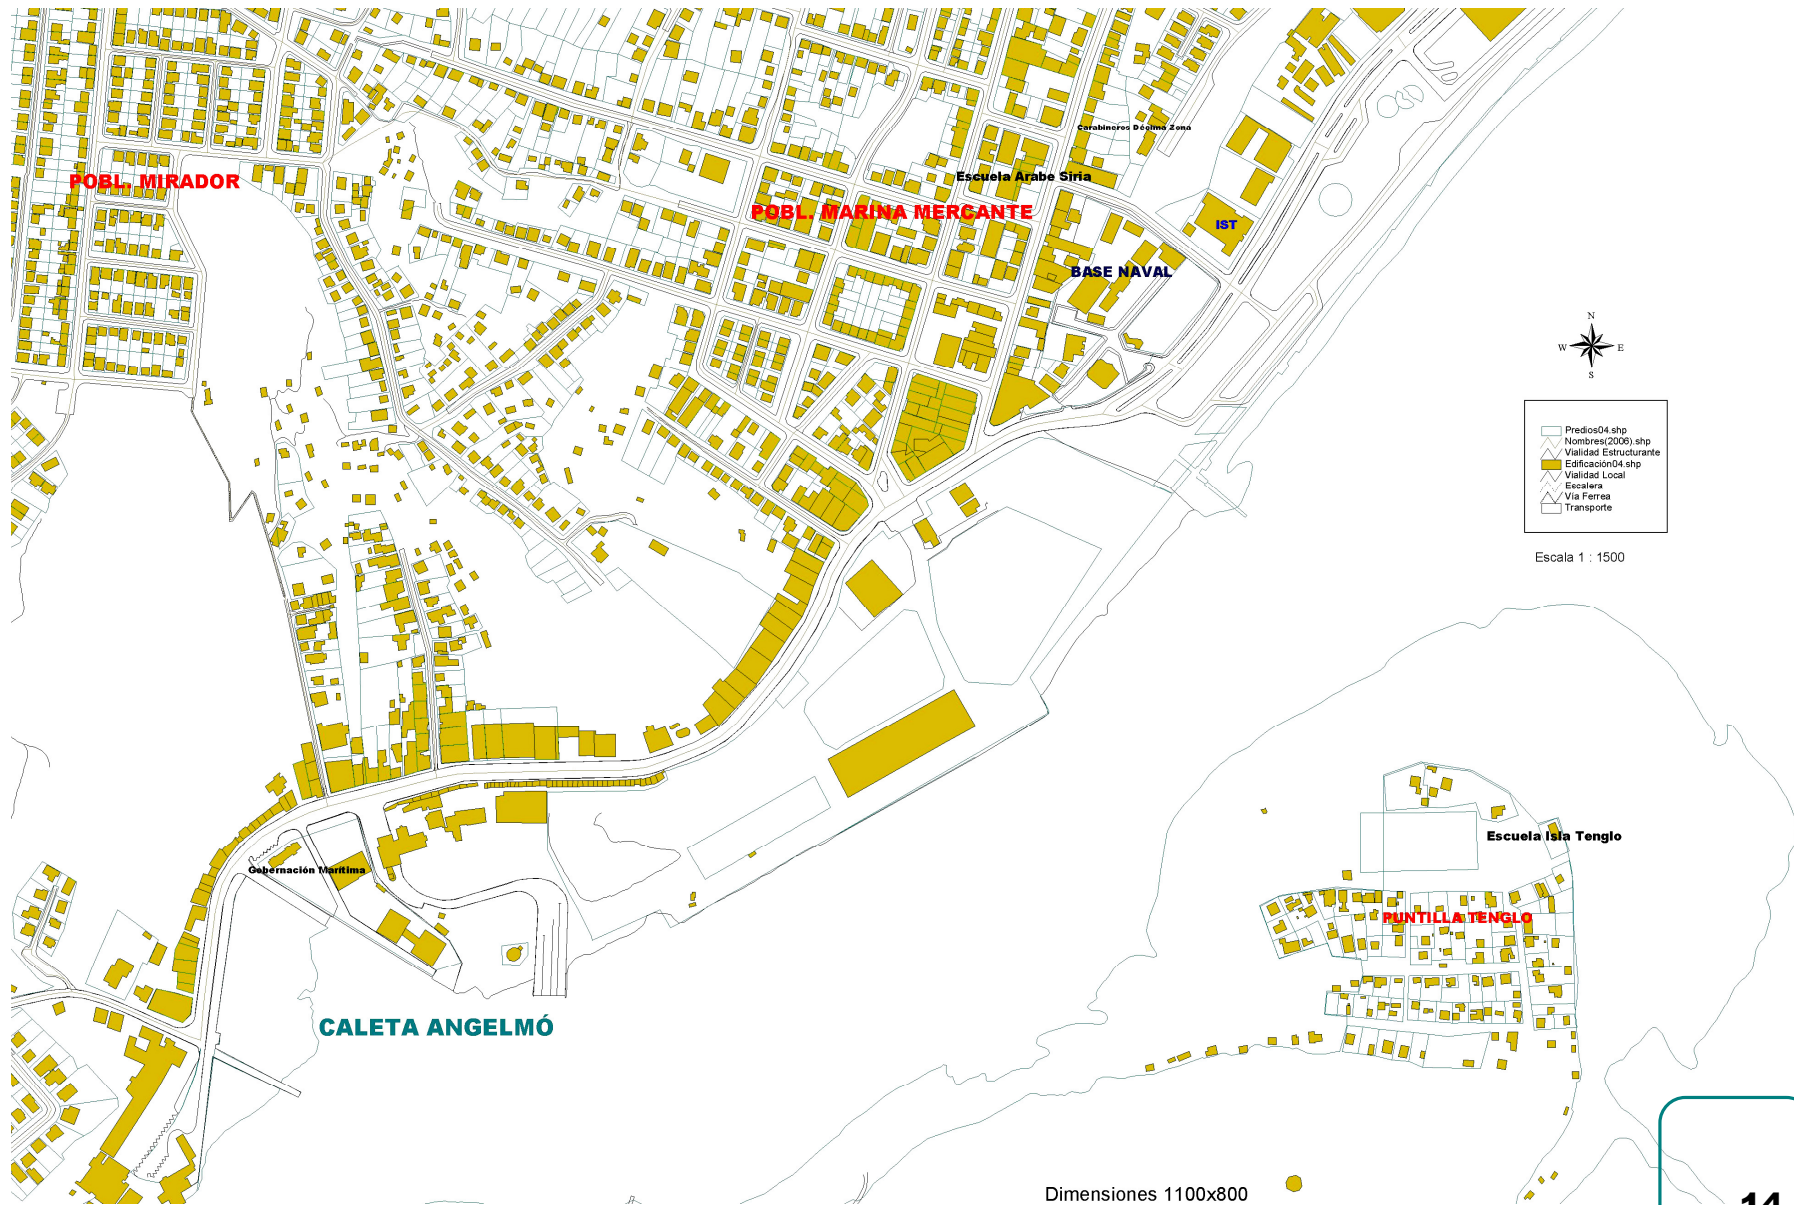 Carabineros Décima Zona
Escuela Arabe Siria
POBL. MIRADOR
POBL. MARINA MERCANTE
IST
BASE NAVAL
N
W E
S
Predios04.shp
Nombres(2006).shp
Vialidad Estructurante
Edificación04.shp
Vialidad Local
Escalera
Vía Ferrea
Transporte
Escala 1 : 1500
Escuela Isla Tenglo
Gobernación Marítima
PUNTILLA TENGLO
CALETA ANGELMÓ
Dimensiones 1100x800
14